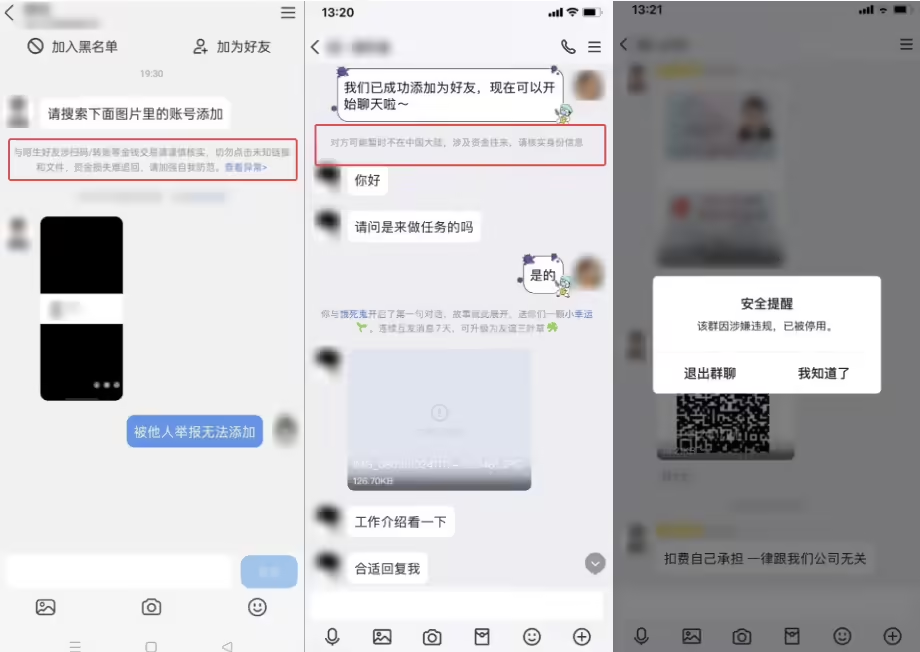 加入黑名单
加为好友
19:30
请搜索下面图片里的账号添加
与陌生好友涉扫码/转账等金钱交易请谨慎核实，切勿点击未知链接
和文件，资金损失难追回，请加强自我防范。查看异常>
被他人举报无法添加
13:20
我们已成功添加为好友，现在可以开
始聊天啦～
对方可能暂时不在中国大陆，涉及资金往来，请核实身份信息
你好
请问是来做任务的吗
是的
你与饿死鬼开启了第一句对话，故事就此展开，送你们一颗小幸运
，连续互发消息7天，可升级为友谊三叶草
126.70KB
工作介绍看一下
合适回复我
13:21
安全提醒
该群因涉嫌违规，已被停用。
退出群聊
我知道了
扣费自己承担 一律跟我们公司无关